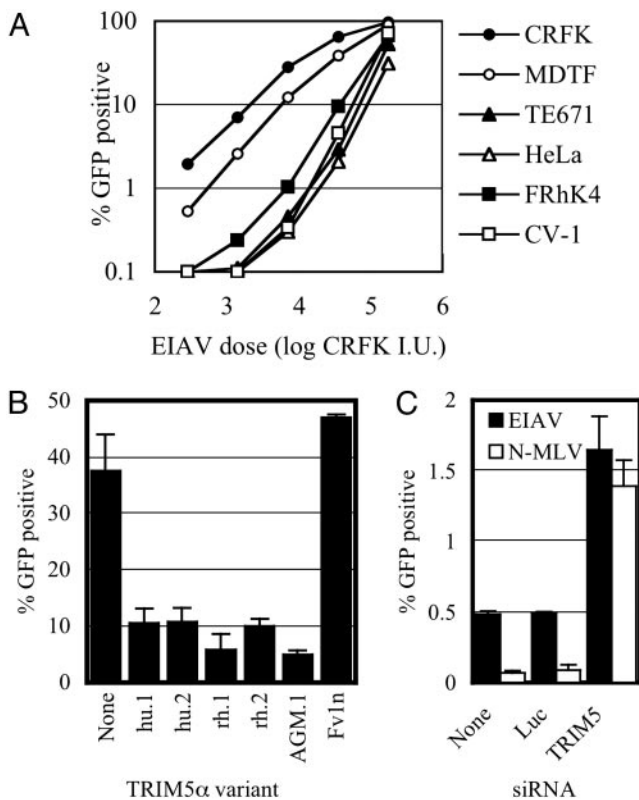 A
% GFP positive
100
10
1
0.1
2 3 4 5 6
EIAV dose (log CRFK I.U.)
CRFK
MDTF
TE671
HeLa
FRhK4
CV-1
B
% GFP positive
50
40
30
20
10
0
None
hu.1
hu.2
rh.1
rh.2
AGM.1
Fv1n
TRIM5α variant
C
% GFP positive
2
1.5
1
0.5
0
EIAV
N-MLV
None
Luc
TRIM5
siRNA